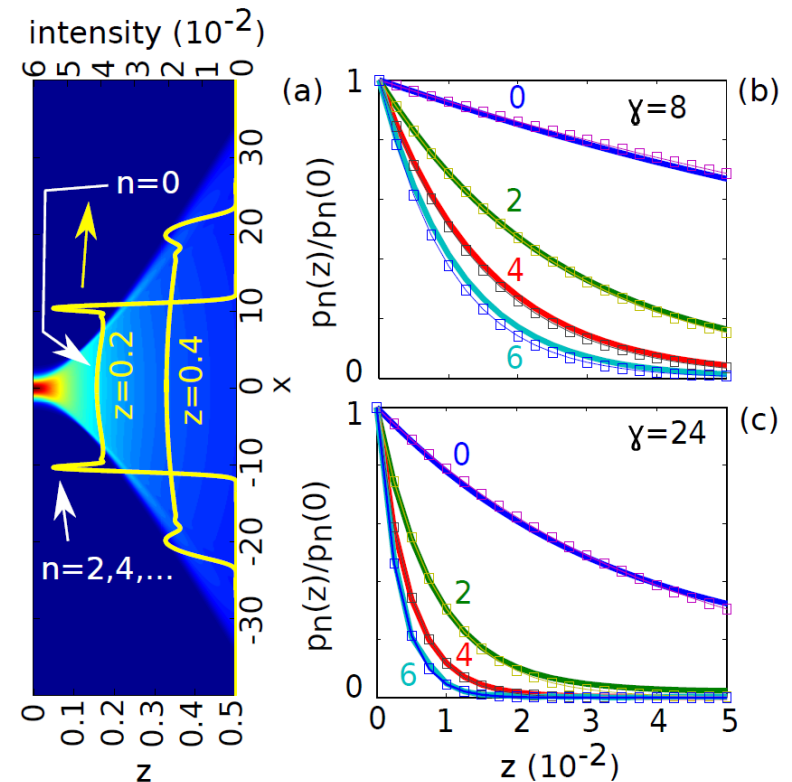 intensity (10⁻²)
6 5 4 3 2 1 0
(a)
n=0
z=0.2
z=0.4
n=2,4,...
30
20
10
0
-10
-20
-30
x
0 0.1 0.2 0.3 0.4 0.5
z
(b)
γ=8
1
0
pₙ(z)/pₙ(0)
0
2
4
6
(c)
γ=24
1
0
pₙ(z)/pₙ(0)
0
2
4
6
0 1 2 3 4 5
z (10⁻²)